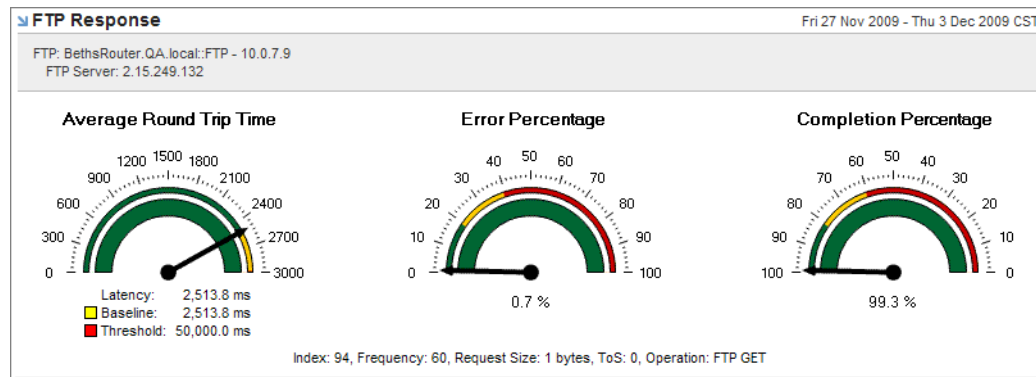 FTP Response
Fri 27 Nov 2009 - Thu 3 Dec 2009 CST
FTP: BethsRouter.QA.local::FTP - 10.0.7.9
FTP Server: 2.15.249.132
Average Round Trip Time
0 300 600 900 1200 1500 1800 2100 2400 2700 3000
Latency: 2,513.8 ms
Baseline: 2,513.8 ms
Threshold: 50,000.0 ms
Error Percentage
0 10 20 30 40 50 60 70 80 90 100
0.7 %
Completion Percentage
100 90 80 70 60 50 40 30 20 10 0
99.3 %
Index: 94, Frequency: 60, Request Size: 1 bytes, ToS: 0, Operation: FTP GET